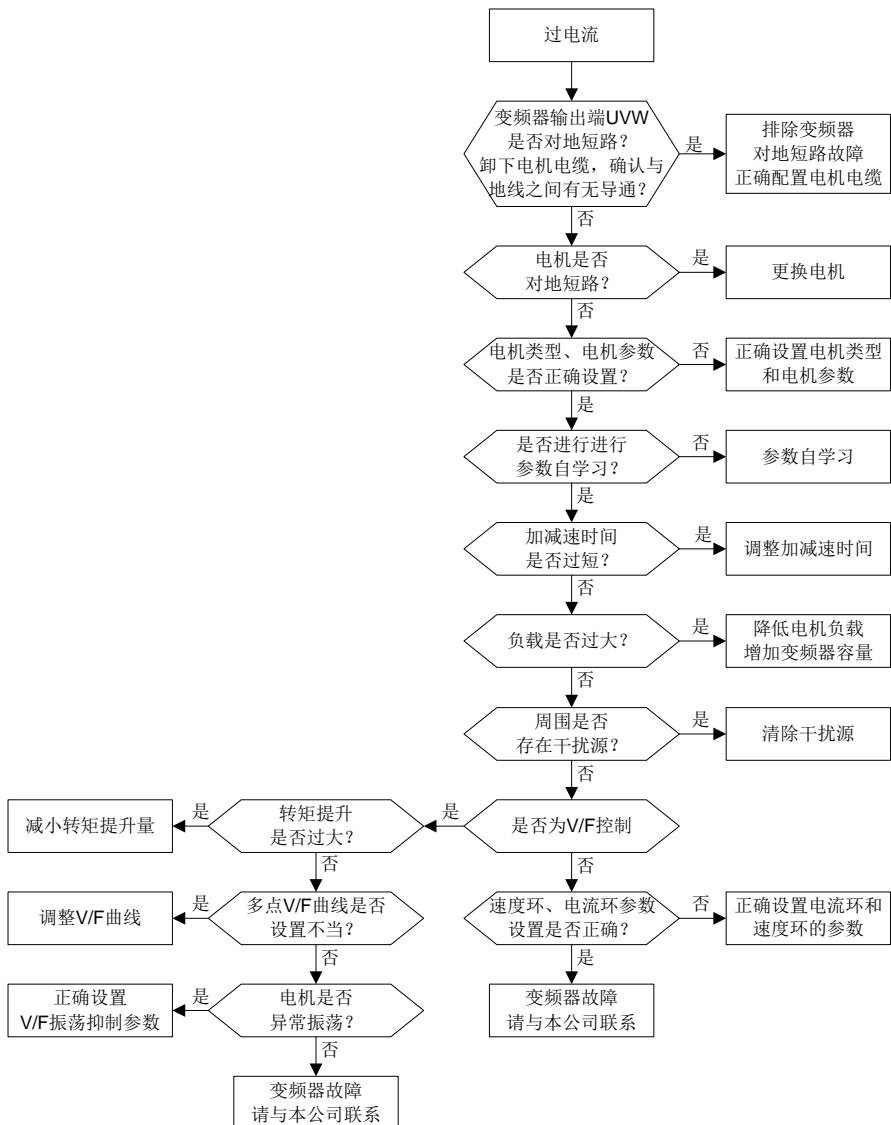 过电流
变频器输出端UVW
是否对地短路？
卸下电机电缆，确认与
地线之间有无导通？
是
排除变频器
对地短路故障
正确配置电机电缆
否
电机是否
对地短路？
是
更换电机
否
电机类型、电机参数
是否正确设置？
否
正确设置电机类型
和电机参数
是
是否进行进行
参数自学习？
否
参数自学习
是
加减速时间
是否过短？
是
调整加减速时间
否
负载是否过大？
是
降低电机负载
增加变频器容量
否
周围是否
存在干扰源？
是
清除干扰源
否
是否为V/F控制
是
转矩提升
是否过大？
是
减小转矩提升量
否
多点V/F曲线是否
设置不当？
是
调整V/F曲线
否
电机是否
异常振荡？
是
正确设置
V/F振荡抑制参数
否
变频器故障
请与本公司联系
否
速度环、电流环参数
设置是否正确？
否
正确设置电流环和
速度环的参数
是
变频器故障
请与本公司联系